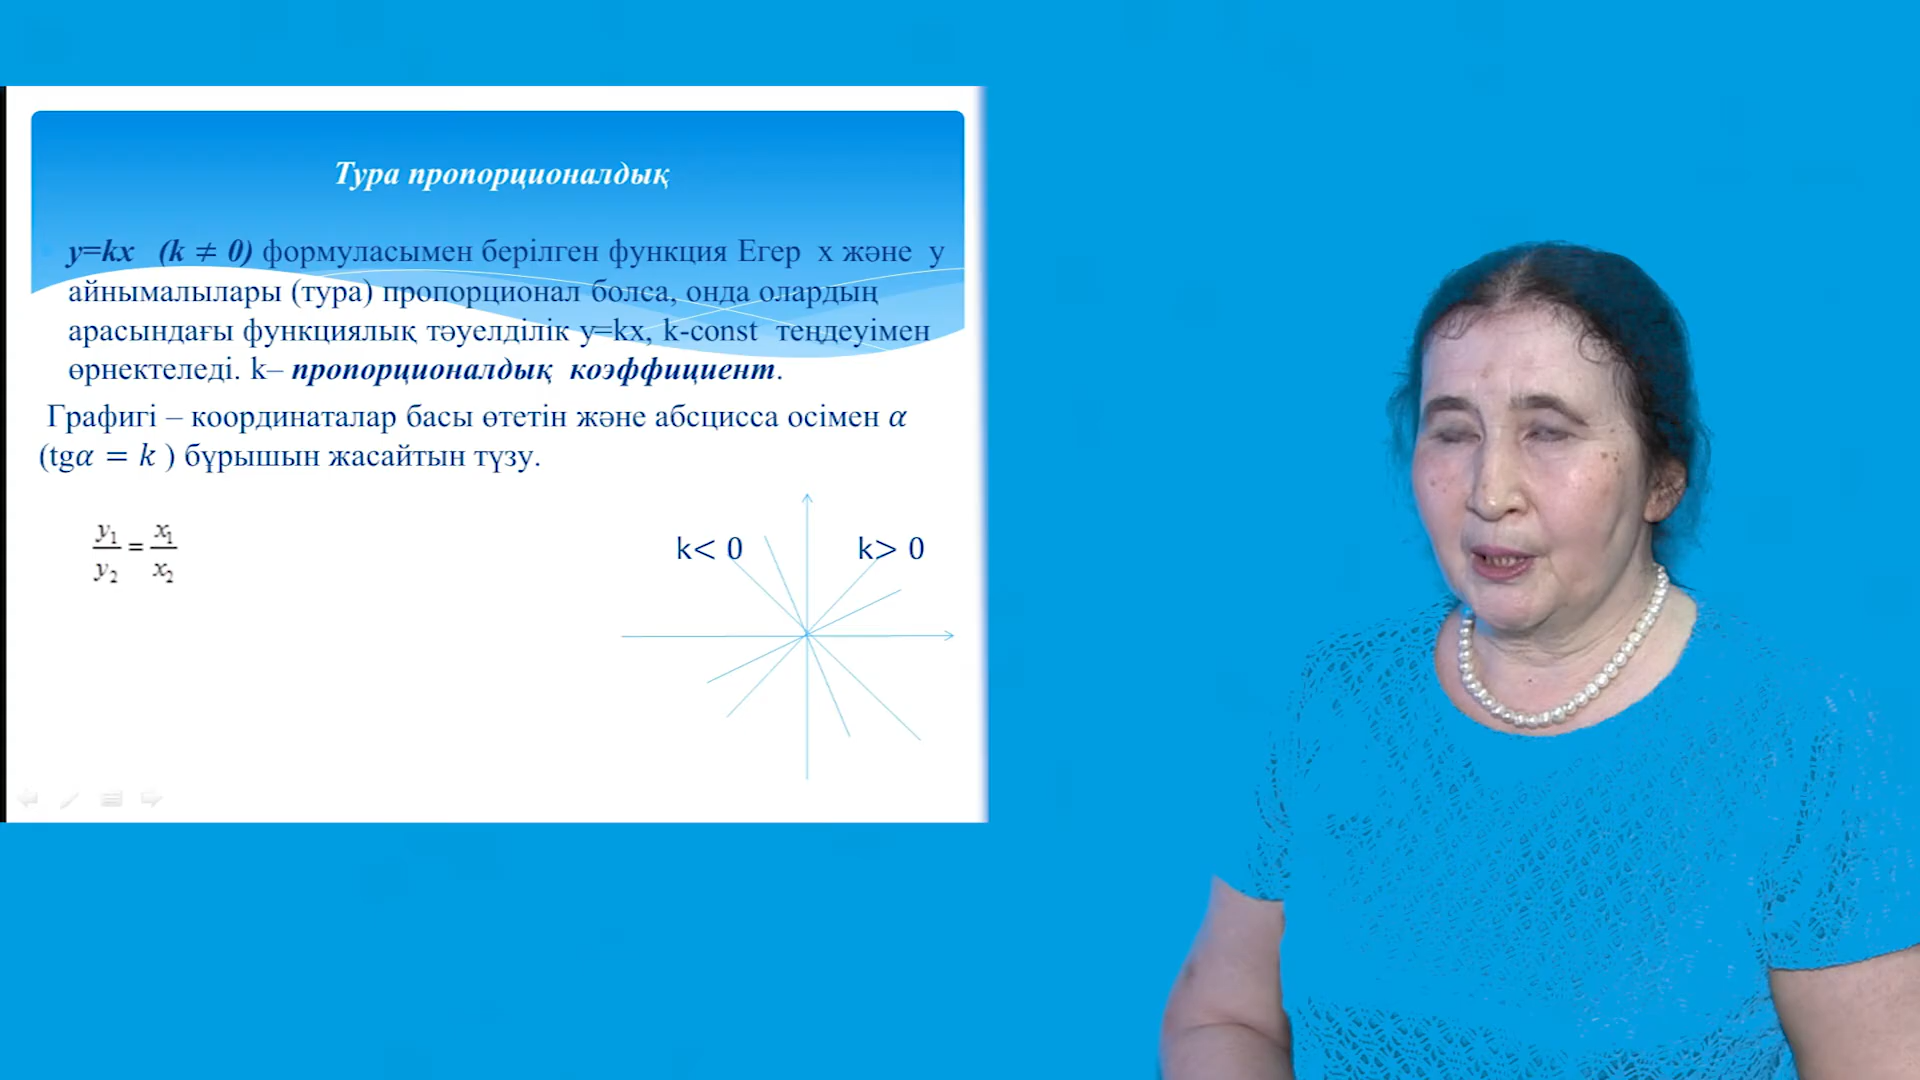 Тура пропорционалдық
y=kx (k ≠ 0) формуласымен берілген функция Егер х және у
айнымалылары (тура) пропорционал болса, онда олардың
арасындағы функциялық тәуелділік y=kx, k-const теңдеуімен
өрнектеледі. k– пропорционалдық коэффициент.
Графигі – координаталар басы өтетін және абсцисса осімен α
(tgα = k ) бұрышын жасайтын түзу.
y₁/y₂ = x₁/x₂
k< 0
k> 0